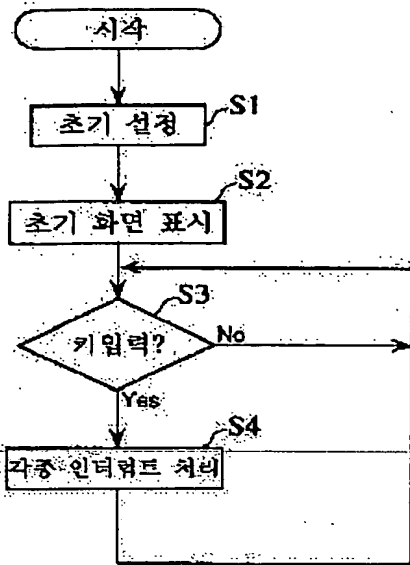 시작
S1
초기 설정
S2
초기 화면 표시
S3
키입력?
No
Yes
S4
각종 인터럽트 처리